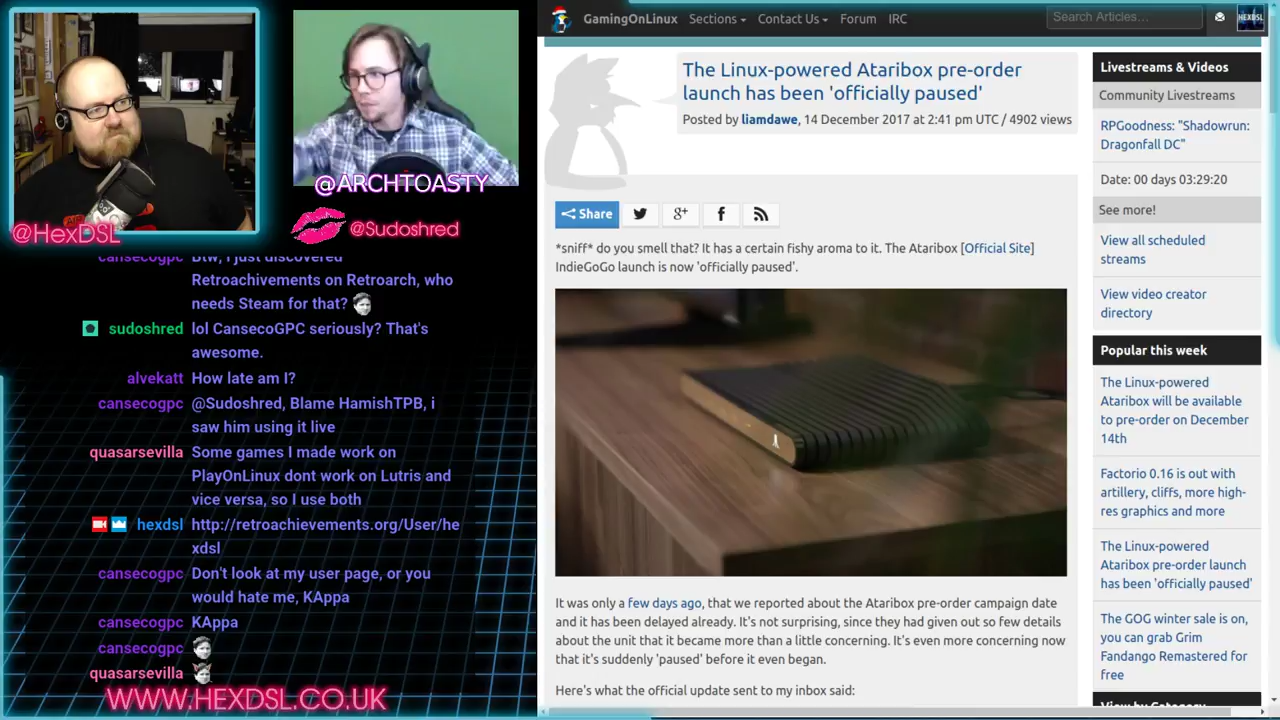 @HexDSL
@ARCHTOASTY
@Sudoshred
cansecogpc Btw, I just discovered
Retroachivements on Retroarch, who
needs Steam for that?
sudoshred lol CansecoGPC seriously? That's
awesome.
alvekatt How late am I?
cansecogpc @Sudoshred, Blame HamishTPB, i
saw him using it live
quasarsevilla Some games I made work on
PlayOnLinux dont work on Lutris and
vice versa, so I use both
hexdsl http://retroachievements.org/User/he
xdsl
cansecogpc Don't look at my user page, or you
would hate me, KAppa
cansecogpc KAppa
cansecogpc
quasarsevilla
WWW.HEXDSL.CO.UK
GamingOnLinux Sections Contact Us Forum IRC
Search Articles...
HEXDSL
The Linux-powered Ataribox pre-order
launch has been 'officially paused'
Posted by liamdawe, 14 December 2017 at 2:41 pm UTC / 4902 views
Share
*sniff* do you smell that? It has a certain fishy aroma to it. The Ataribox [Official Site]
IndieGoGo launch is now 'officially paused'.
It was only a few days ago, that we reported about the Ataribox pre-order campaign date
and it has been delayed already. It's not surprising, since they had given out so few details
about the unit that it became more than a little concerning. It's even more concerning now
that it's suddenly 'paused' before it even began.
Here's what the official update sent to my inbox said:
Livestreams & Videos
Community Livestreams
RPGoodness: "Shadowrun:
Dragonfall DC"
Date: 00 days 03:29:20
See more!
View all scheduled
streams
View video creator
directory
Popular this week
The Linux-powered
Ataribox will be available
to pre-order on December
14th
Factorio 0.16 is out with
artillery, cliffs, more high-
res graphics and more
The Linux-powered
Ataribox pre-order launch
has been 'officially paused'
The GOG winter sale is on,
you can grab Grim
Fandango Remastered for
free
View by Category